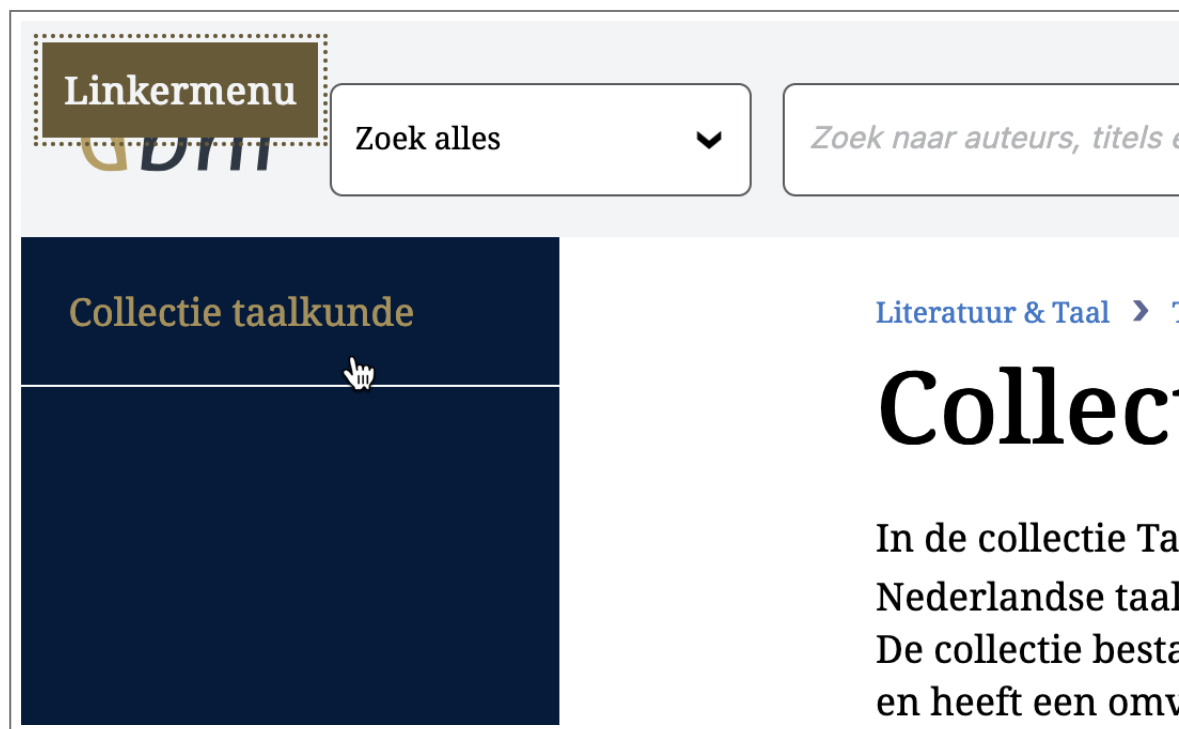 Linkermenu
Zoek alles
Zoek naar auteurs, titels
Collectie taalkunde
Literatuur & Taal
Collec
In de collectie Ta
Nederlandse taal
De collectie besta
en heeft een omv